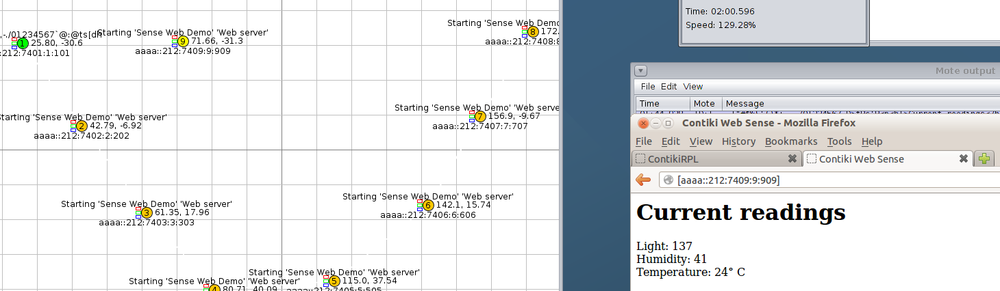 ,-./01234567`@:@ts[dh
1 25.80, -30.6
:212:7401:1:101
Starting 'Sense Web Demo' 'Web server'
9 71.66, -31.3
aaaa::212:7409:9:909
Starting 'Sense Web Demo
8 172.
aaaa::212:7408:8
Starting 'Sense Web Demo' 'Web server'
2 42.79, -6.92
aaaa::212:7402:2:202
Starting 'Sense Web Demo' 'Web serve
7 156.9, -9.67
aaaa::212:7407:7:707
Starting 'Sense Web Demo' 'Web server'
3 61.35, 17.96
aaaa::212:7403:3:303
Starting 'Sense Web Demo' 'Web server'
6 142.1, 15.74
aaaa::212:7406:6:606
Starting 'Sense Web Demo' 'Web server'
4 80.71, 40.09
Starting 'Sense Web Demo' 'Web server'
5 115.0, 37.54
aaaa::212:7405:5:505
Time: 02:00.596
Speed: 129.28%
Mote output
File Edit View
Time Mote Message
Contiki Web Sense - Mozilla Firefox
File Edit View History Bookmarks Tools Help
ContikiRPL
Contiki Web Sense
[aaaa::212:7409:9:909]
Current readings
Light: 137
Humidity: 41
Temperature: 24° C